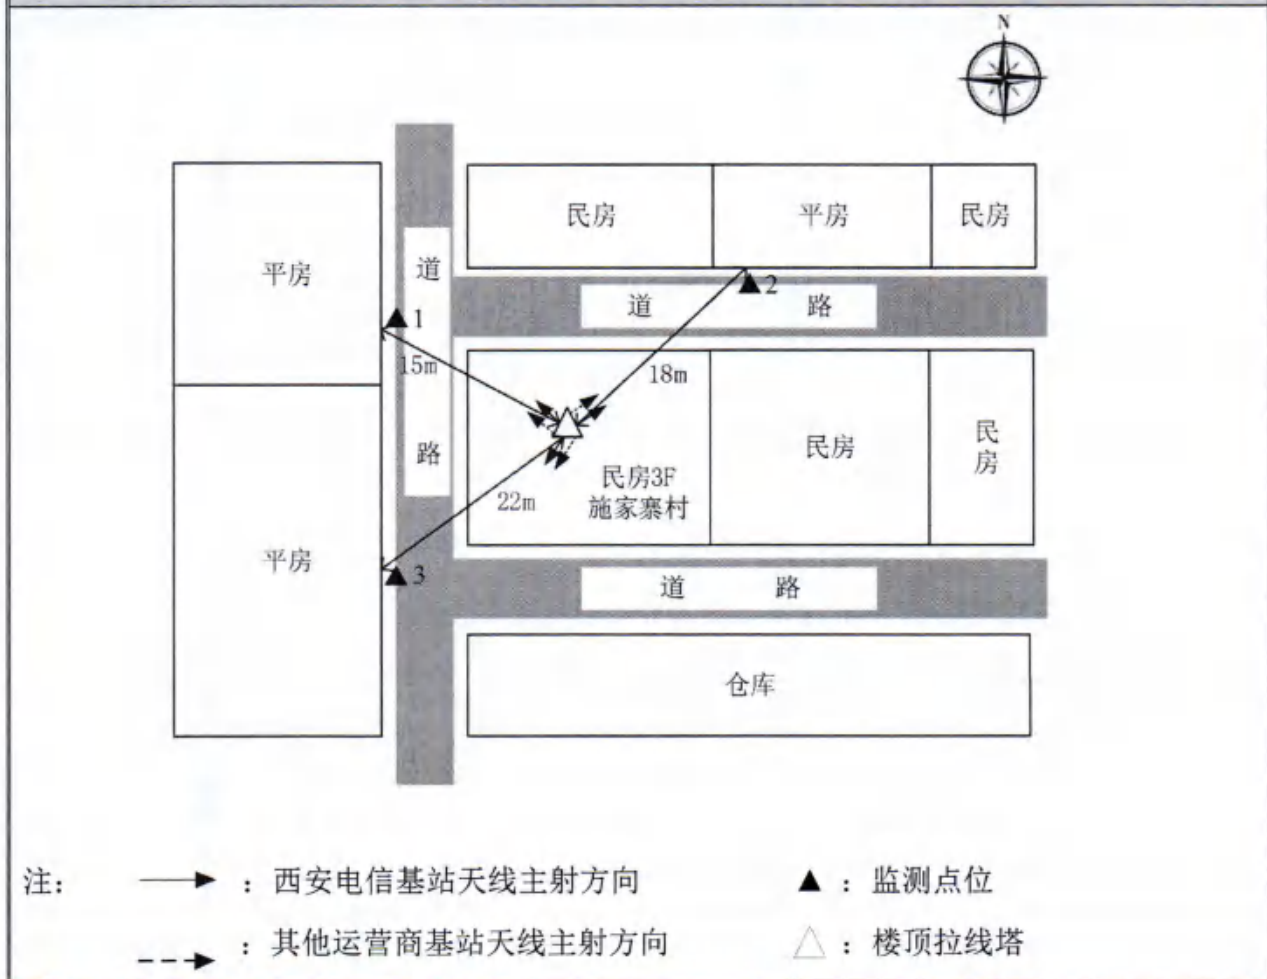 N
民房
平房
民房
平房
道
路
1
2
道 路
15m
18m
民房3F
施家寨村
民房
民房
22m
平房
3
道 路
仓库
注:
: 西安电信基站天线主射方向
▲ : 监测点位
: 其他运营商基站天线主射方向
△ : 楼顶拉线塔